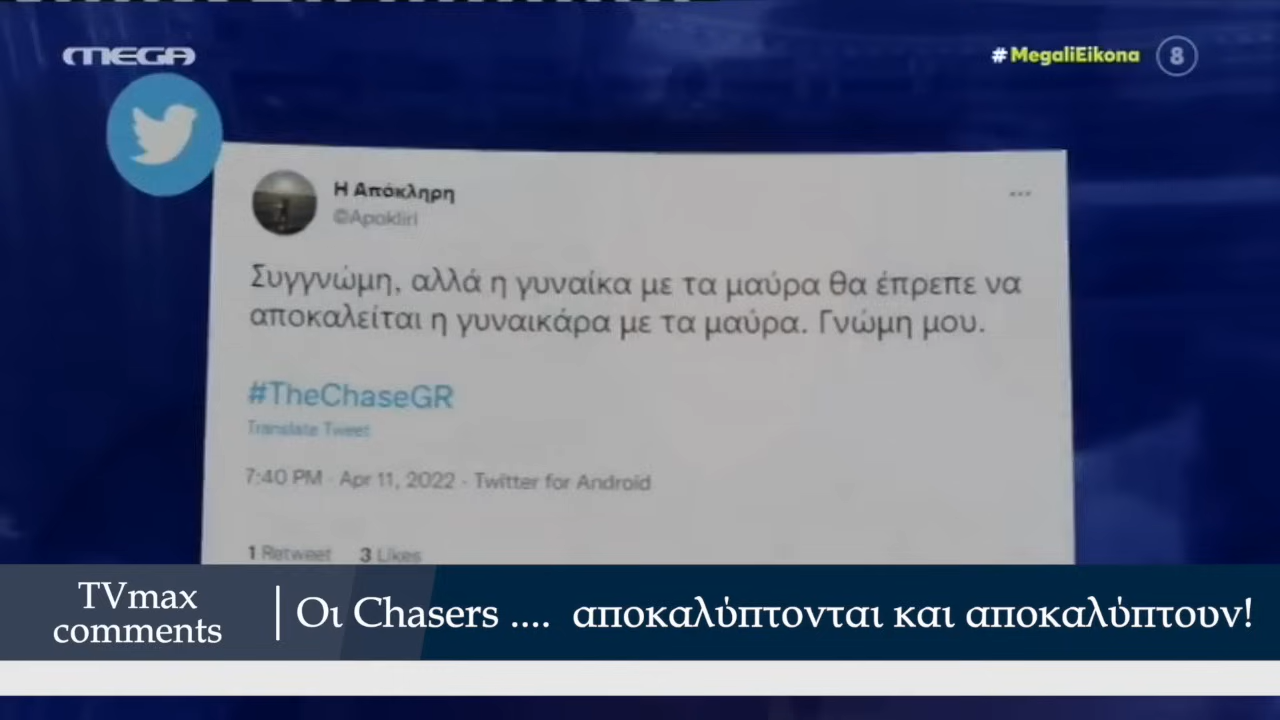 MEGA
#MegaliEikona 8
Η Απόκληρη
@Apokliri
Συγγνώμη, αλλά η γυναίκα με τα μαύρα θα έπρεπε να
αποκαλείται η γυναικάρα με τα μαύρα. Γνώμη μου.
#TheChaseGR
Translate Tweet
7:40 PM · Apr 11, 2022 · Twitter for Android
1 Retweet 3 Likes
TVmax
comments
Οι Chasers .... αποκαλύπτονται και αποκαλύπτουν!